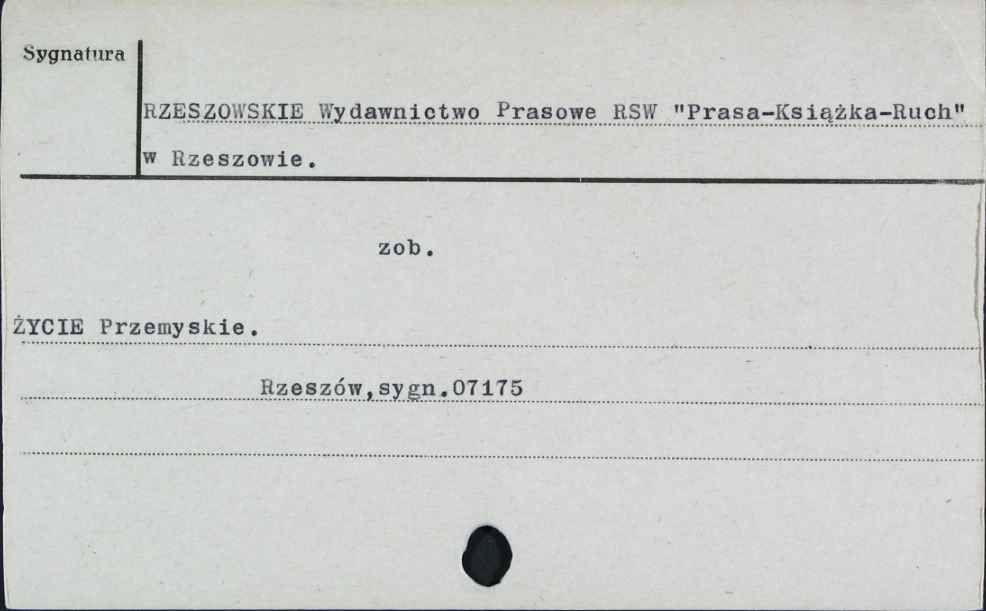 Sygnatura
RZESZOWSKIE Wydawnictwo Prasowe RSW "Prasa-Książka-Ruch"
w Rzeszowie.
zob.
ŻYCIE Przemyskie.
Rzeszów,sygn.07175